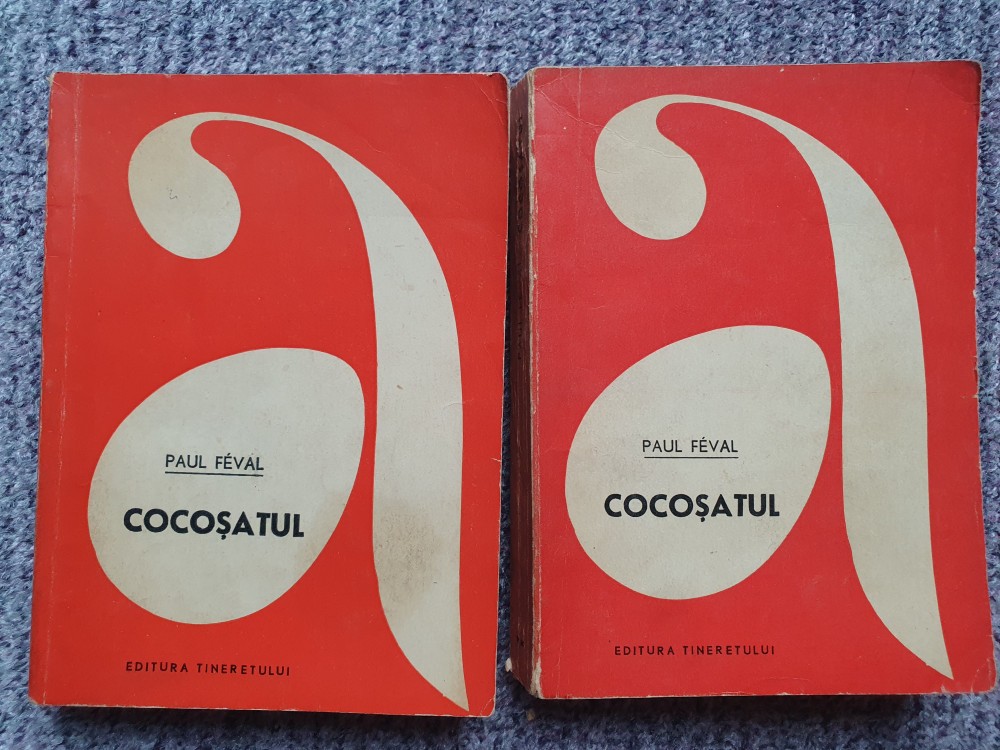 a
PAUL FÉVAL
COCOȘATUL
EDITURA TINERETULUI
a
PAUL FÉVAL
COCOȘATUL
EDITURA TINERETULUI